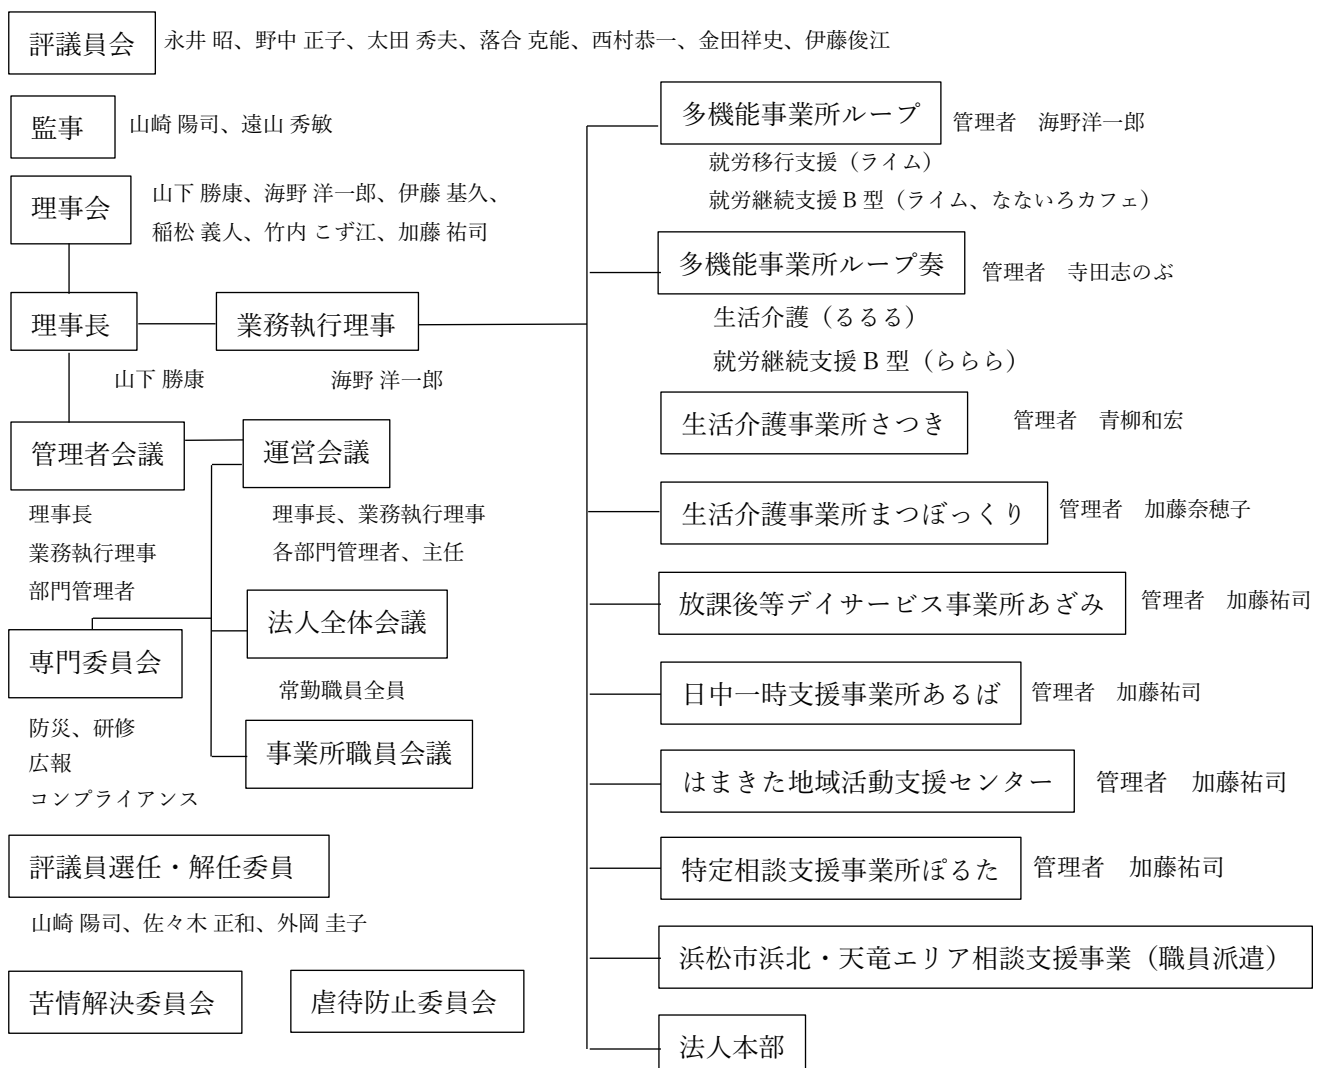 評議員会
永井 昭、野中 正子、太田 秀夫、落合 克能、西村恭一、金田祥史、伊藤俊江
監事
山崎 陽司、遠山 秀敏
理事会
山下 勝康、海野 洋一郎、伊藤 基久、
稲松 義人、竹内 こず江、加藤 祐司
理事長
業務執行理事
山下 勝康
海野 洋一郎
管理者会議
運営会議
理事長
業務執行理事
部門管理者
理事長、業務執行理事
各部門管理者、主任
法人全体会議
常勤職員全員
専門委員会
防災、研修
広報
コンプライアンス
事業所職員会議
評議員選任・解任委員
山崎 陽司、佐々木 正和、外岡 圭子
苦情解決委員会
虐待防止委員会
多機能事業所ループ
管理者　海野洋一郎
就労移行支援（ライム）
就労継続支援 B 型（ライム、なないろカフェ）
多機能事業所ループ奏
管理者　寺田志のぶ
生活介護（るるる）
就労継続支援 B 型（ららら）
生活介護事業所さつき
管理者　青柳和宏
生活介護事業所まつぼっくり
管理者　加藤奈穂子
放課後等デイサービス事業所あざみ
管理者　加藤祐司
日中一時支援事業所あるば
管理者　加藤祐司
はまきた地域活動支援センター
管理者　加藤祐司
特定相談支援事業所ぽるた
管理者　加藤祐司
浜松市浜北・天竜エリア相談支援事業（職員派遣）
法人本部